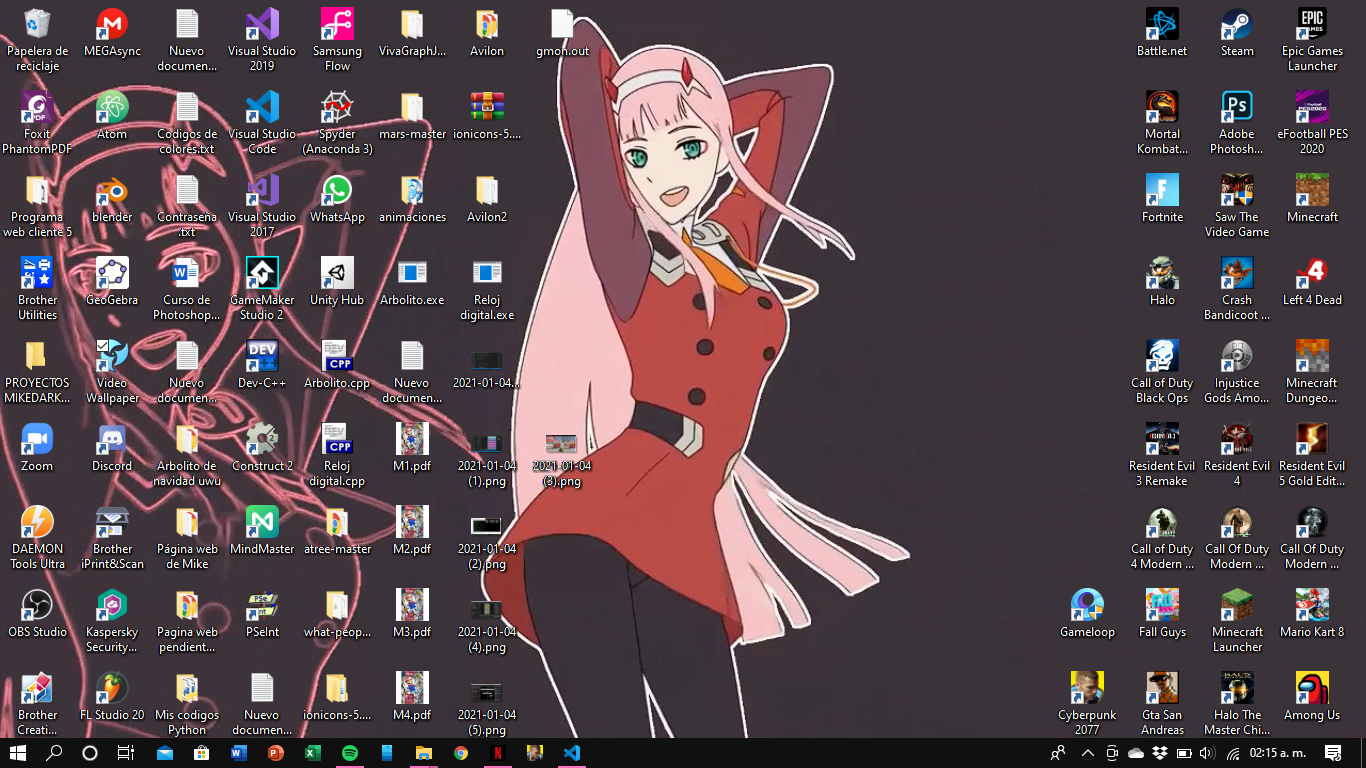 Papelera de
reciclaje
MEGAsync
Nuevo
documen...
Visual Studio
2019
Samsung
Flow
VivaGraphJ...
Avilon
gmon.out
Battle.net
Steam
Epic Games
Launcher
Foxit
PhantomPDF
Atom
Codigos de
colores.txt
Visual Studio
Code
Spyder
(Anaconda 3)
mars-master
ionicons-5....
Mortal
Kombat...
Adobe
Photosh...
eFootball PES
2020
Programa
web cliente 5
blender
Contraseña
.txt
Visual Studio
2017
WhatsApp
animaciones
Avilon2
Fortnite
Saw The
Video Game
Minecraft
Brother
Utilities
GeoGebra
Curso de
Photoshop...
GameMaker
Studio 2
Unity Hub
Arbolito.exe
Reloj
digital.exe
Halo
Crash
Bandicoot ...
Left 4 Dead
PROYECTOS
MIKEDARK...
Video
Wallpaper
Nuevo
documen...
Dev-C++
Arbolito.cpp
Nuevo
documen...
2021-01-04...
Call of Duty
Black Ops
Injustice
Gods Amo...
Minecraft
Dungeo...
Zoom
Discord
Arbolito de
navidad uwu
Construct 2
Reloj
digital.cpp
M1.pdf
2021-01-04
(1).png
2021-01-04
(3).png
Resident Evil
3 Remake
Resident Evil
4
Resident Evil
5 Gold Edit...
DAEMON
Tools Ultra
Brother
iPrint&Scan
Página web
de Mike
MindMaster
atree-master
M2.pdf
2021-01-04
(2).png
Call of Duty
4 Modern ...
Call Of Duty
Modern ...
Call Of Duty
Modern ...
OBS Studio
Kaspersky
Security...
Pagina web
pendient...
PSeInt
what-peop...
M3.pdf
2021-01-04
(4).png
Gameloop
Fall Guys
Minecraft
Launcher
Mario Kart 8
Brother
Creati...
FL Studio 20
Mis codigos
Python
Nuevo
documen...
ionicons-5....
M4.pdf
2021-01-04
(5).png
Cyberpunk
2077
Gta San
Andreas
Halo The
Master Chi...
Among Us
02:15 a. m.